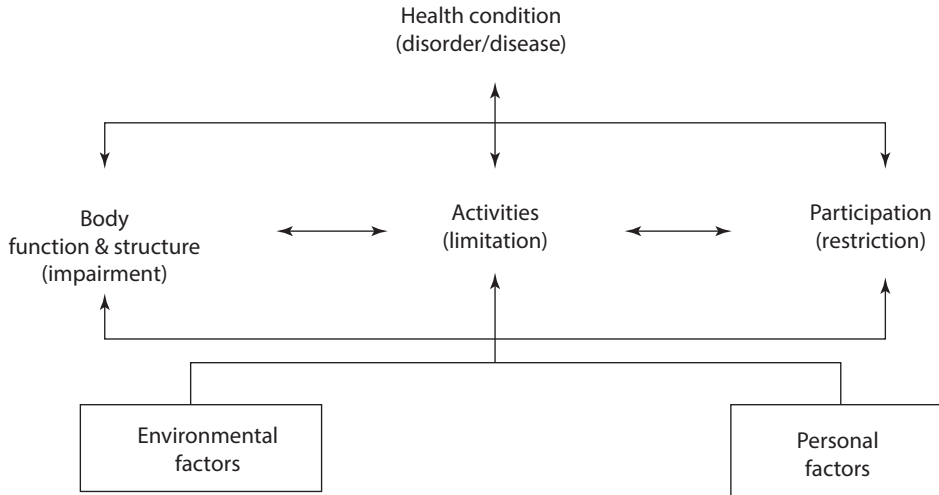 Health condition
(disorder/disease)
Body
function & structure
(impairment)
Activities
(limitation)
Participation
(restriction)
Environmental
factors
Personal
factors